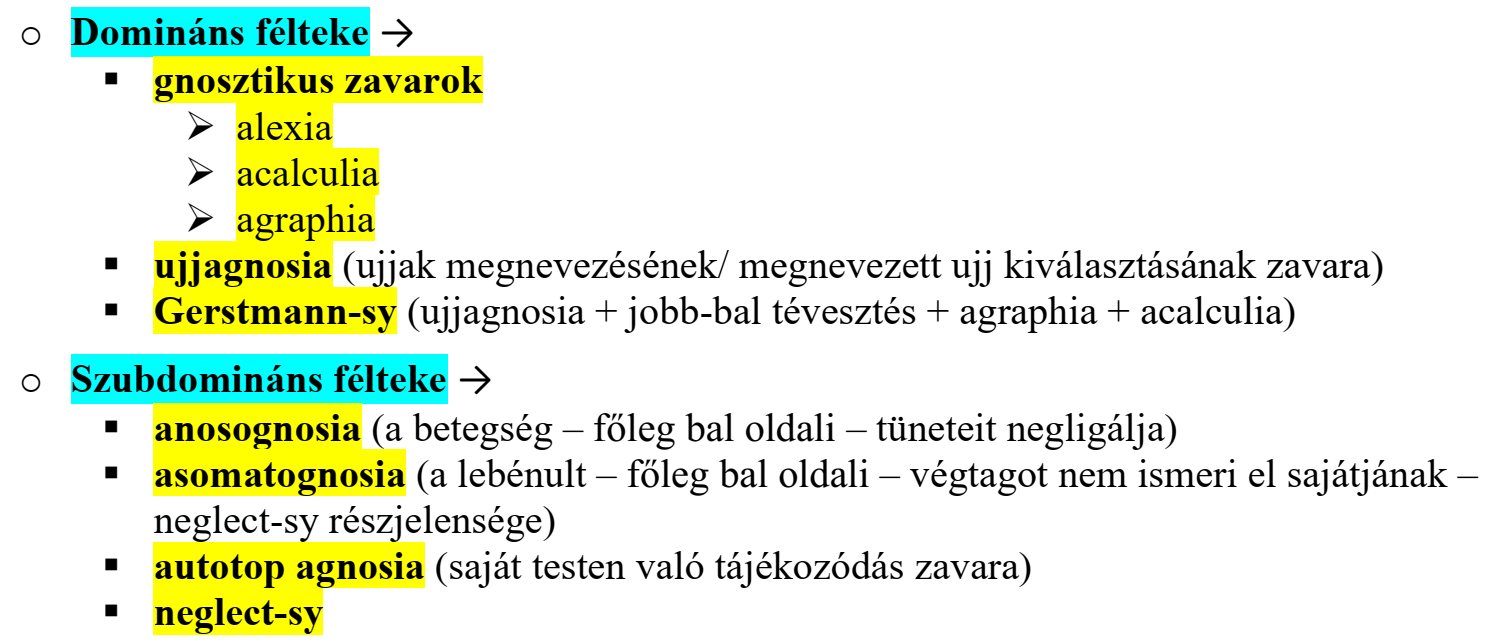 o Domináns félteke →
▪ gnosztikus zavarok
➢ alexia
➢ acalculia
➢ agraphia
▪ ujjagnosia (ujjak megnevezésének/ megnevezett ujj kiválasztásának zavara)
▪ Gerstmann-sy (ujjagnosia + jobb-bal tévesztés + agraphia + acalculia)
o Szubdomináns félteke →
▪ anosognosia (a betegség – főleg bal oldali – tüneteit negligálja)
▪ asomatognosia (a lebénult – főleg bal oldali – végtagot nem ismeri el sajátjának –
neglect-sy részjelensége)
▪ autotop agnosia (saját testen való tájékozódás zavara)
▪ neglect-sy